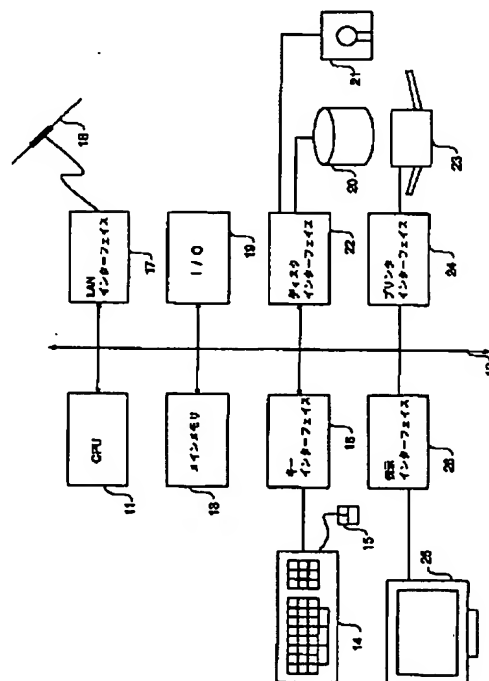 25
14
15
表示
インターフェイス
26
キー
インターフェイス
16
メインメモリ
13
CPU
11
プリンタ
インターフェイス
24
ディスク
インターフェイス
22
I/O
19
LAN
インターフェイス
17
18
23
20
21